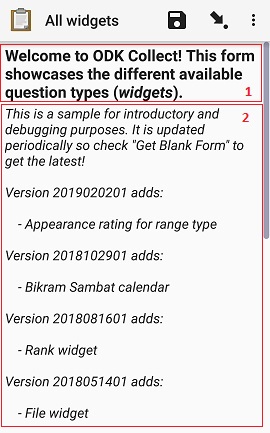 All widgets
Welcome to ODK Collect! This form
showcases the different available
question types (widgets).
1
This is a sample for introductory and
debugging purposes. It is updated
periodically so check "Get Blank Form" to
get the latest!
2
Version 2019020201 adds:
- Appearance rating for range type
Version 2018102901 adds:
- Bikram Sambat calendar
Version 2018081601 adds:
- Rank widget
Version 2018051401 adds:
- File widget